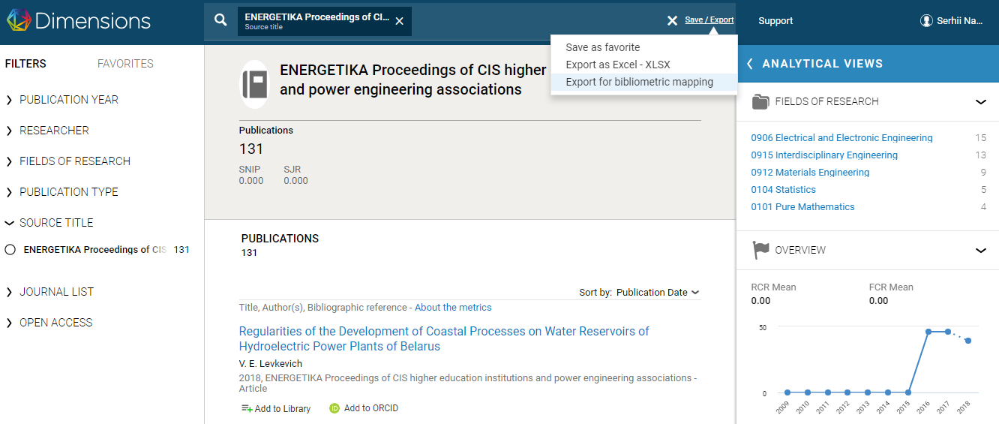 Dimensions
ENERGETIKA Proceedings of CI...
Source title
Save / Export
Support
Serhii Na...
Save as favorite
Export as Excel - XLSX
Export for bibliometric mapping
FILTERS
FAVORITES
PUBLICATION YEAR
RESEARCHER
FIELDS OF RESEARCH
PUBLICATION TYPE
SOURCE TITLE
ENERGETIKA Proceedings of CIS 131
JOURNAL LIST
OPEN ACCESS
ENERGETIKA Proceedings of CIS higher
and power engineering associations
Publications
131
SNIP SJR
0.000 0.000
PUBLICATIONS
131
Sort by: Publication Date
Title, Author(s), Bibliographic reference - About the metrics
Regularities of the Development of Coastal Processes on Water Reservoirs of
Hydroelectric Power Plants of Belarus
V. E. Levkevich
2018, ENERGETIKA Proceedings of CIS higher education institutions and power engineering associations -
Article
Add to Library
iD Add to ORCID
ANALYTICAL VIEWS
FIELDS OF RESEARCH
0906 Electrical and Electronic Engineering 15
0915 Interdisciplinary Engineering 13
0912 Materials Engineering 9
0104 Statistics 5
0101 Pure Mathematics 4
OVERVIEW
RCR Mean FCR Mean
0.00 0.00
50
0
2009 2010 2011 2012 2013 2014 2015 2016 2017 2018